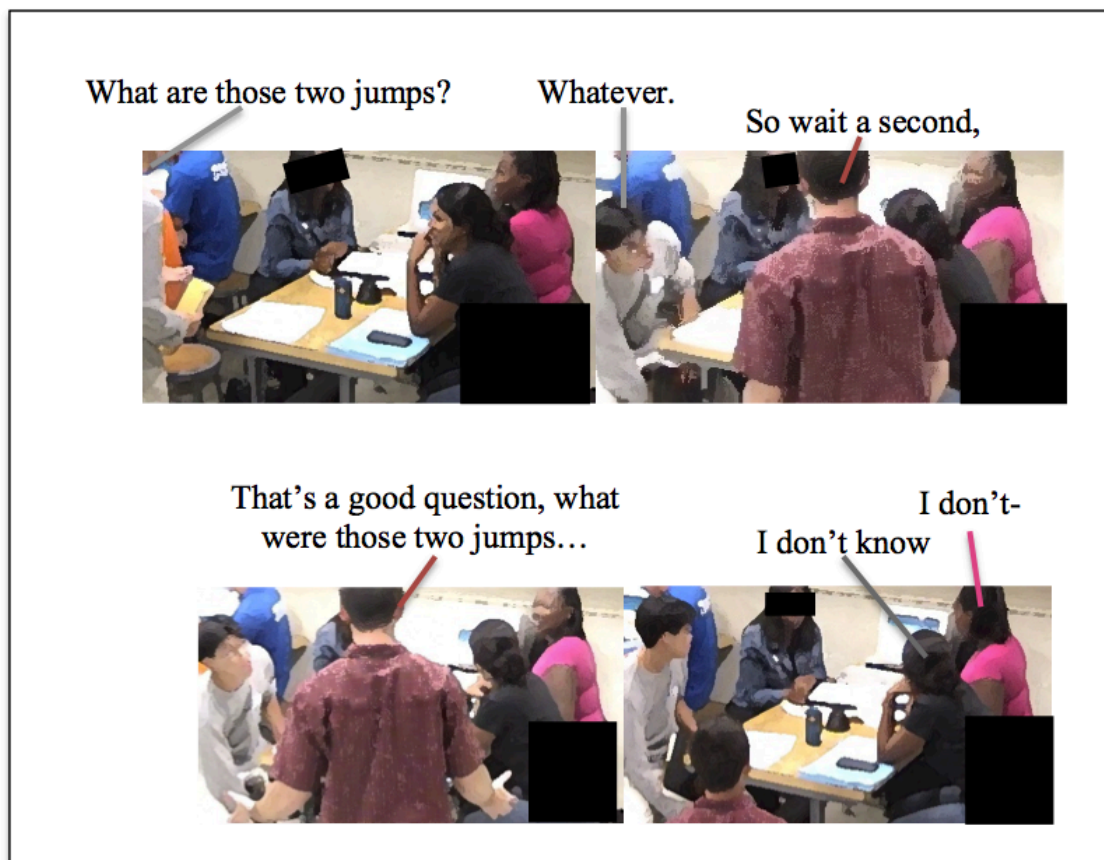 What are those two jumps?
Whatever.
So wait a second,
That's a good question, what
were those two jumps…
I don't-
I don't know